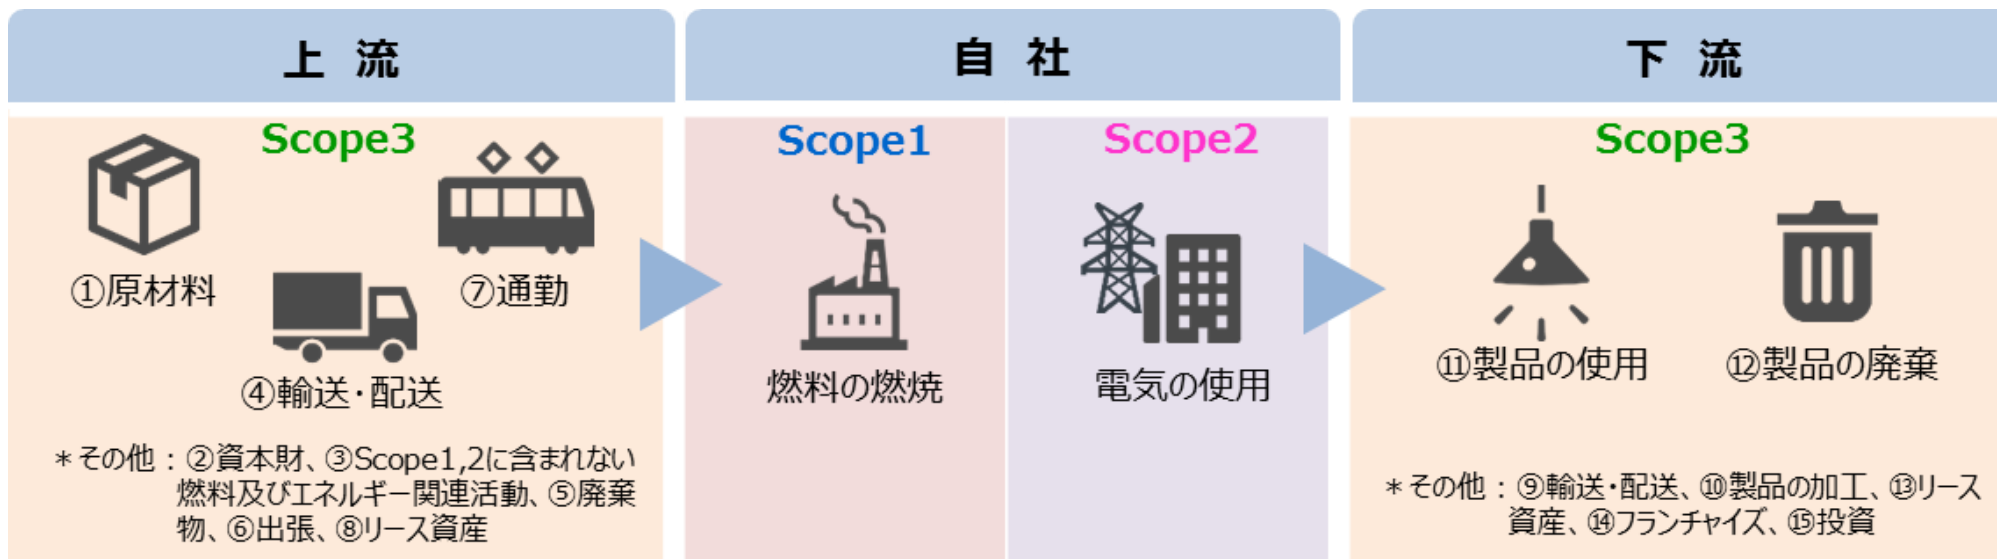 上 流
Scope3
①原材料
⑦通勤
④輸送・配送
＊その他：②資本財、③Scope1,2に含まれない
燃料及びエネルギー関連活動、⑤廃棄
物、⑥出張、⑧リース資産
自 社
Scope1
燃料の燃焼
Scope2
電気の使用
下 流
Scope3
⑪製品の使用
⑫製品の廃棄
＊その他：⑨輸送・配送、⑩製品の加工、⑬リース
資産、⑭フランチャイズ、⑮投資